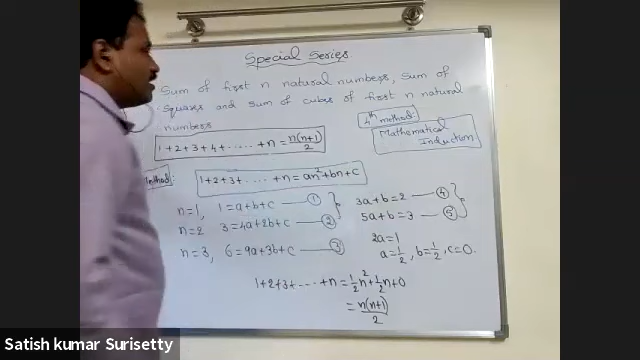 Special Series
Sum of first n natural numbers, Sum of
squares and sum of cubes of first n natural
numbers
1+2+3+4+ ..... +n = n(n+1)/2
4th method:
Mathematical
Induction
Method:
1+2+3+ ..... +n = an²+bn+c
n=1, 1=a+b+c —— ①
n=2 3=4a+2b+c —— ②
n=3, 6=9a+3b+c —— ③
3a+b=2 —— ④
5a+b=3 —— ⑤
2a=1
a=1/2, b=1/2, c=0.
1+2+3+ .... +n = 1/2 n² + 1/2 n+0
= n(n+1)/2
Satish kumar Surisetty